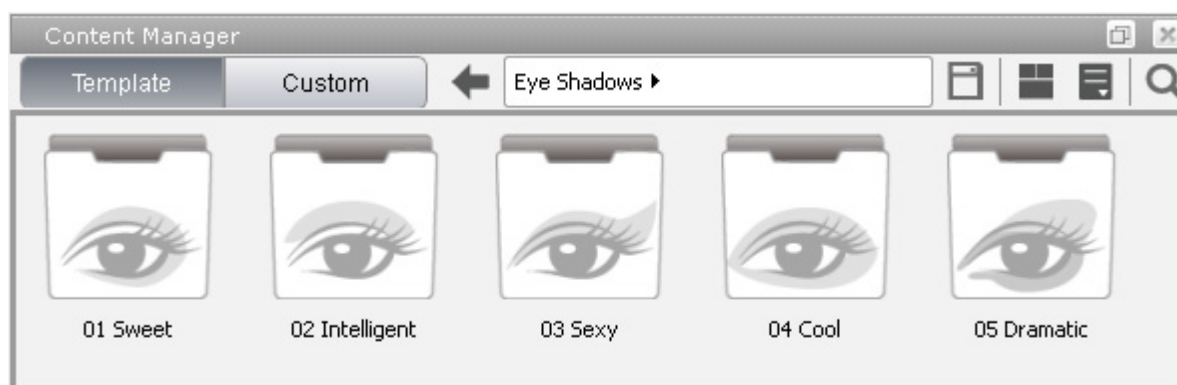 Content Manager
Template Custom Eye Shadows
01 Sweet 02 Intelligent 03 Sexy 04 Cool 05 Dramatic